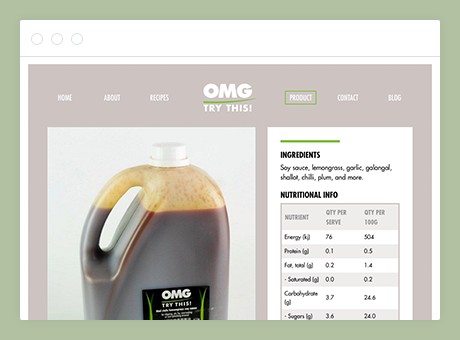 HOME ABOUT RECIPES OMG TRY THIS! PRODUCT CONTACT BLOG
INGREDIENTS
Soy sauce, lemongrass, garlic, galangal,
shallot, chilli, plum, and more.
NUTRITIONAL INFO
NUTRIENT QTY PER SERVE QTY PER 100G
Energy (kj) 76 504
Protein (g) 0.1 0.5
Fat, total (g) 0.2 1.4
- Saturated (g) 0.0 0.2
Carbohydrate (g) 3.7 24.6
- Sugars (g) 3.6 24.0
OMG
TRY THIS!